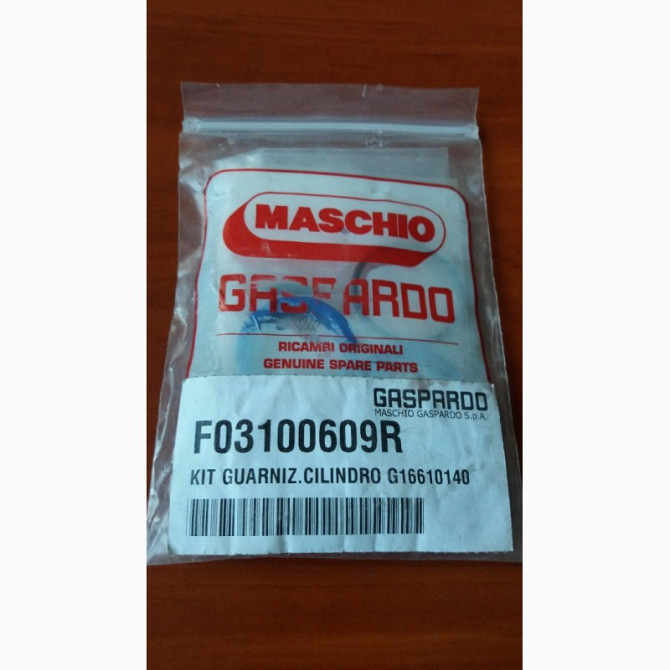 MASCHIO
GASPARDO
RICAMBI ORIGINALI
GENUINE SPARE PARTS
GASPARDO
MASCHIO GASPARDO S.p.A.
F03100609R
KIT GUARNIZ.CILINDRO G16610140